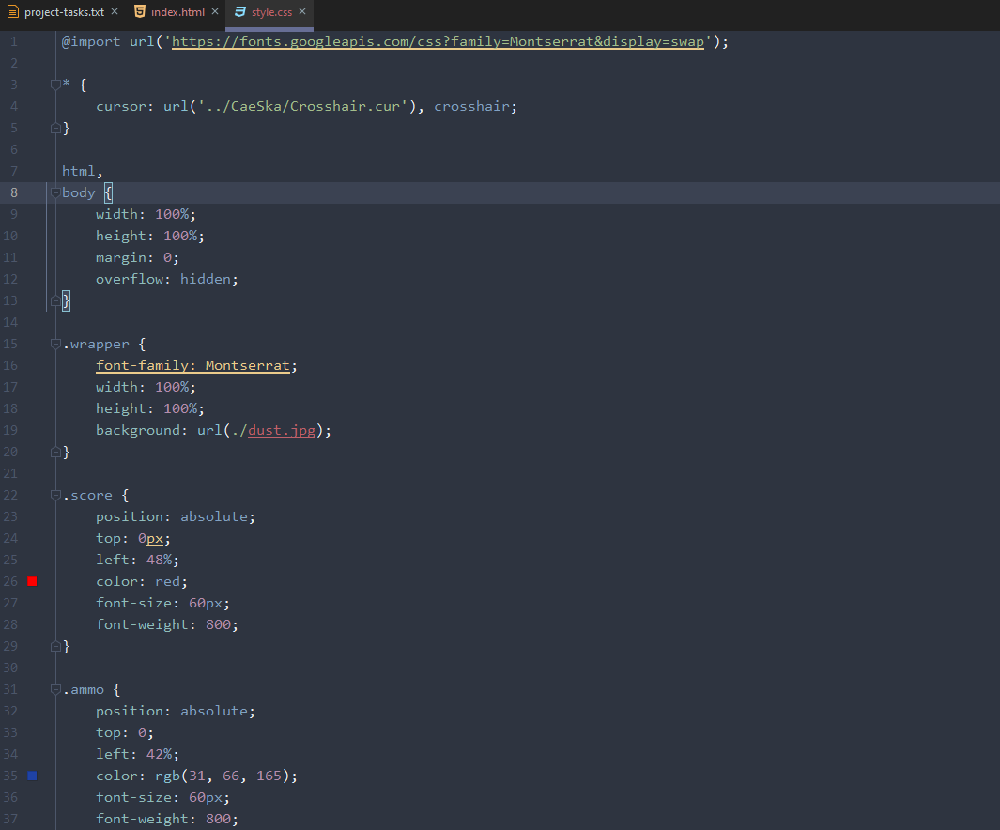 project-tasks.txt × index.html × style.css ×
1 @import url('https://fonts.googleapis.com/css?family=Montserrat&display=swap');
2
3 * {
4 cursor: url('../CaeSka/Crosshair.cur'), crosshair;
5 }
6
7 html,
8 body {
9 width: 100%;
10 height: 100%;
11 margin: 0;
12 overflow: hidden;
13 }
14
15 .wrapper {
16 font-family: Montserrat;
17 width: 100%;
18 height: 100%;
19 background: url(./dust.jpg);
20 }
21
22 .score {
23 position: absolute;
24 top: 0px;
25 left: 48%;
26 color: red;
27 font-size: 60px;
28 font-weight: 800;
29 }
30
31 .ammo {
32 position: absolute;
33 top: 0;
34 left: 42%;
35 color: rgb(31, 66, 165);
36 font-size: 60px;
37 font-weight: 800;